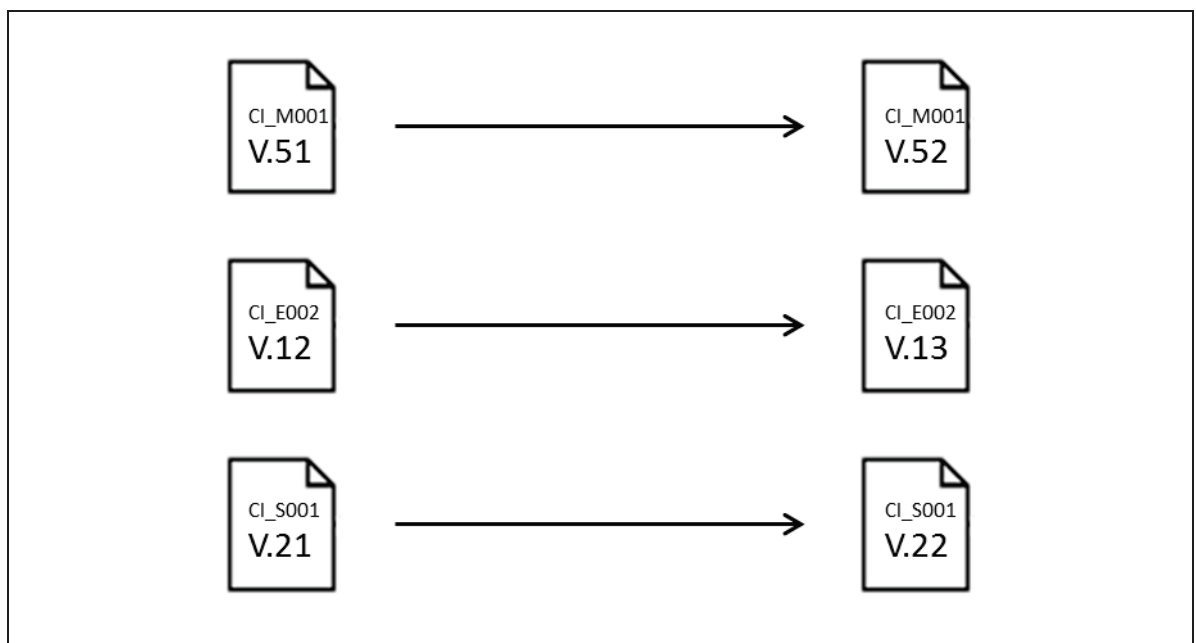 CI_M001
V.51
CI_M001
V.52
CI_E002
V.12
CI_E002
V.13
CI_S001
V.21
CI_S001
V.22